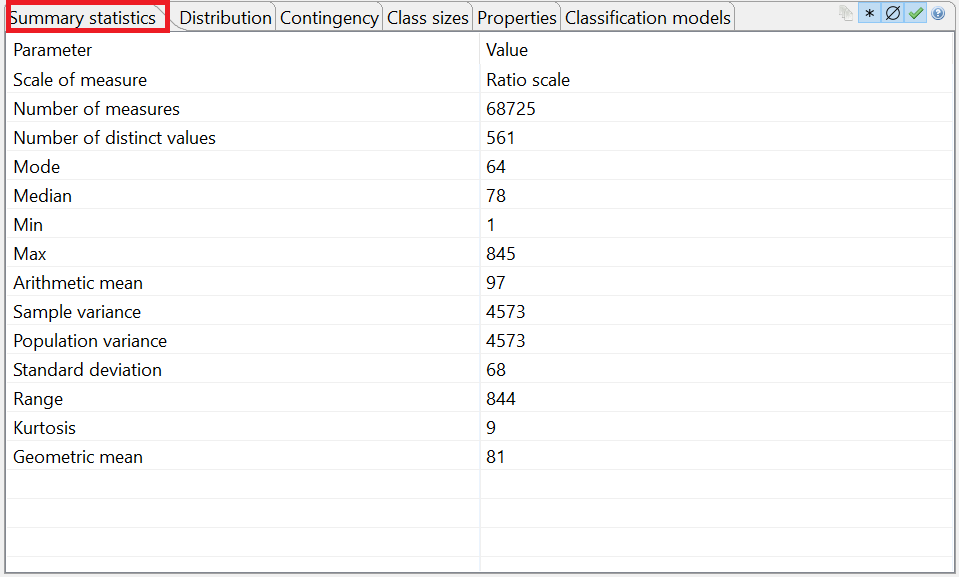 Summary statistics Distribution Contingency Class sizes Properties Classification models
Parameter Value
Scale of measure Ratio scale
Number of measures 68725
Number of distinct values 561
Mode 64
Median 78
Min 1
Max 845
Arithmetic mean 97
Sample variance 4573
Population variance 4573
Standard deviation 68
Range 844
Kurtosis 9
Geometric mean 81